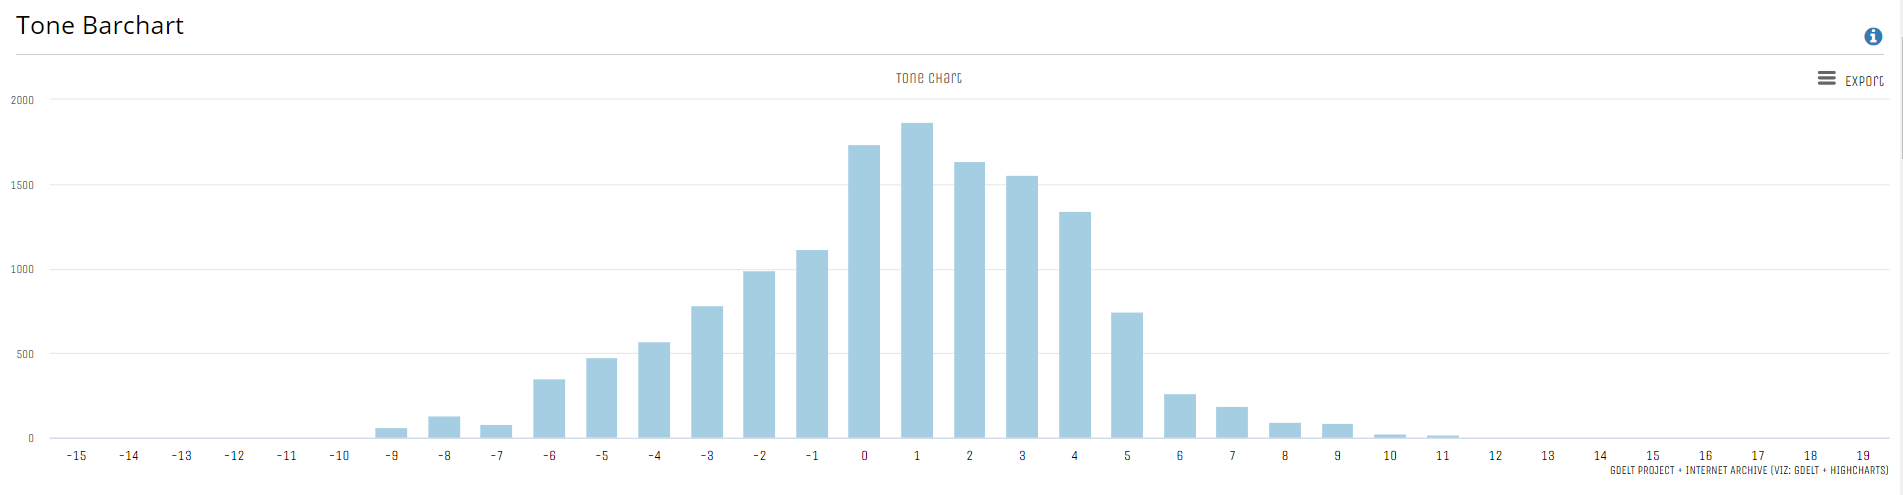 Tone Barchart
Tone Chart
Export
2000
1500
1000
500
0
-15 -14 -13 -12 -11 -10 -9 -8 -7 -6 -5 -4 -3 -2 -1 0 1 2 3 4 5 6 7 8 9 10 11 12 13 14 15 16 17 18 19
GDELT PROJECT + INTERNET ARCHIVE (VIZ: GDELT + HIGHCHARTS)